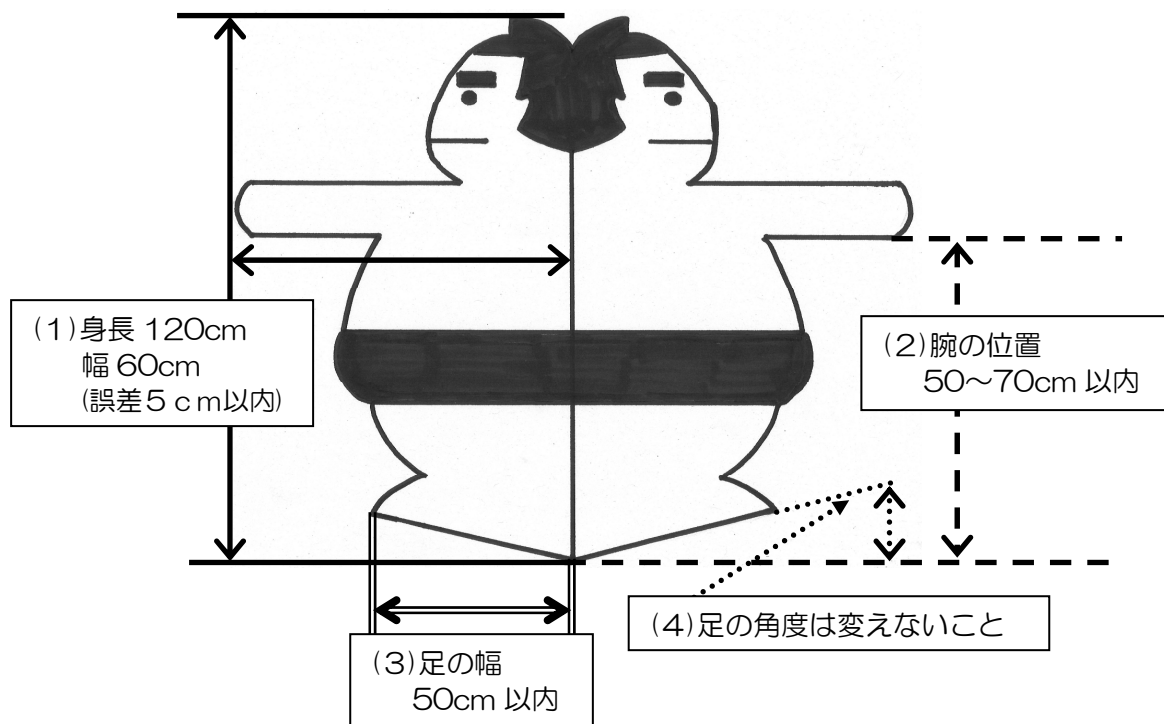 (1)身長 120cm
幅 60cm
(誤差5cm以内)
(2)腕の位置
50～70cm 以内
(3)足の幅
50cm 以内
(4)足の角度は変えないこと